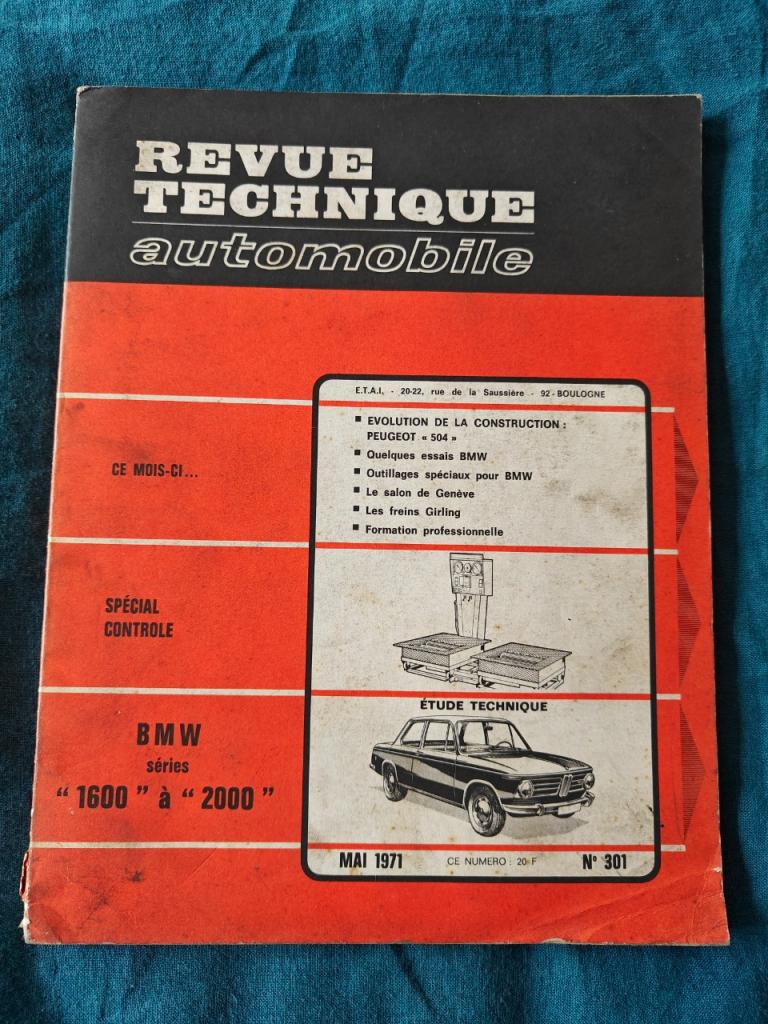 REVUE
TECHNIQUE
automobile
E.T.A.I, - 20-22, rue de la Saussière - 92-BOULOGNE
CE MOIS-CI...
▪ EVOLUTION DE LA CONSTRUCTION :
PEUGEOT « 504 »
▪ Quelques essais BMW
▪ Outillages spéciaux pour BMW
▪ Le salon de Genève
▪ Les freins Girling
▪ Formation professionnelle
SPÉCIAL
CONTROLE
BMW
séries
" 1600 " à " 2000 "
ÉTUDE TECHNIQUE
MAI 1971 CE NUMERO : 20 F N° 301